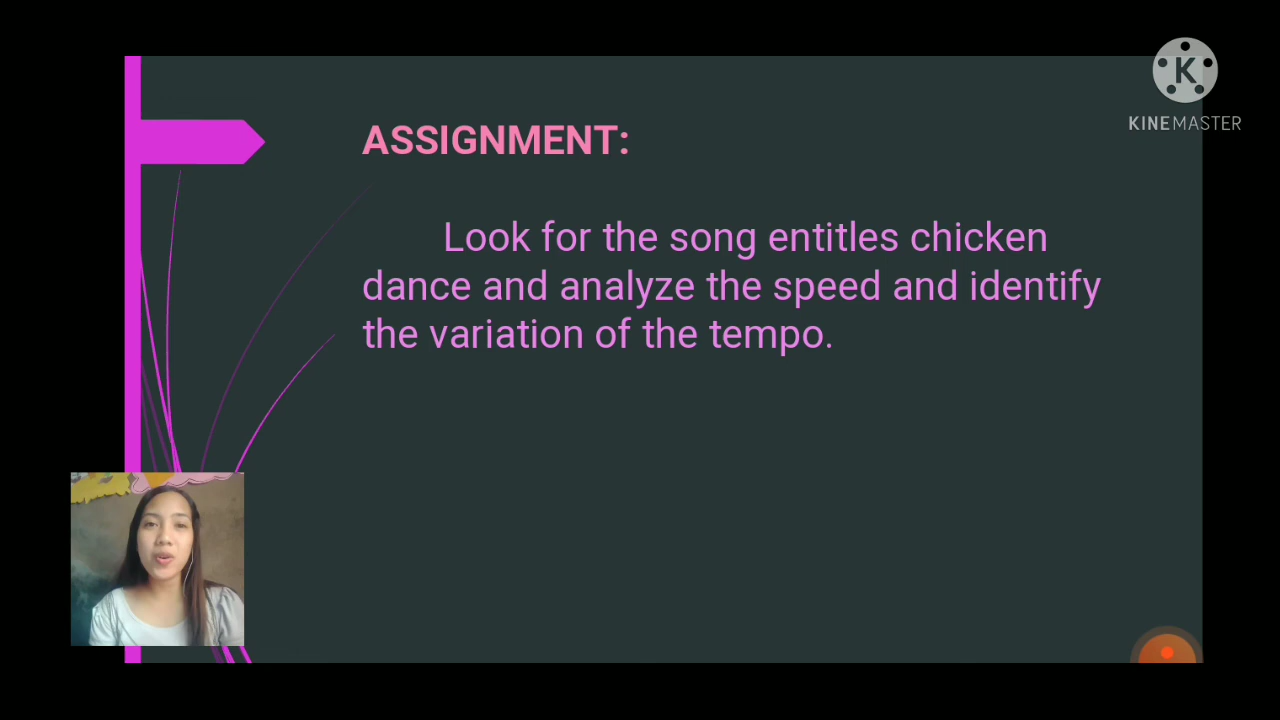 K
KINEMASTER
ASSIGNMENT:
Look for the song entitles chicken
dance and analyze the speed and identify
the variation of the tempo.